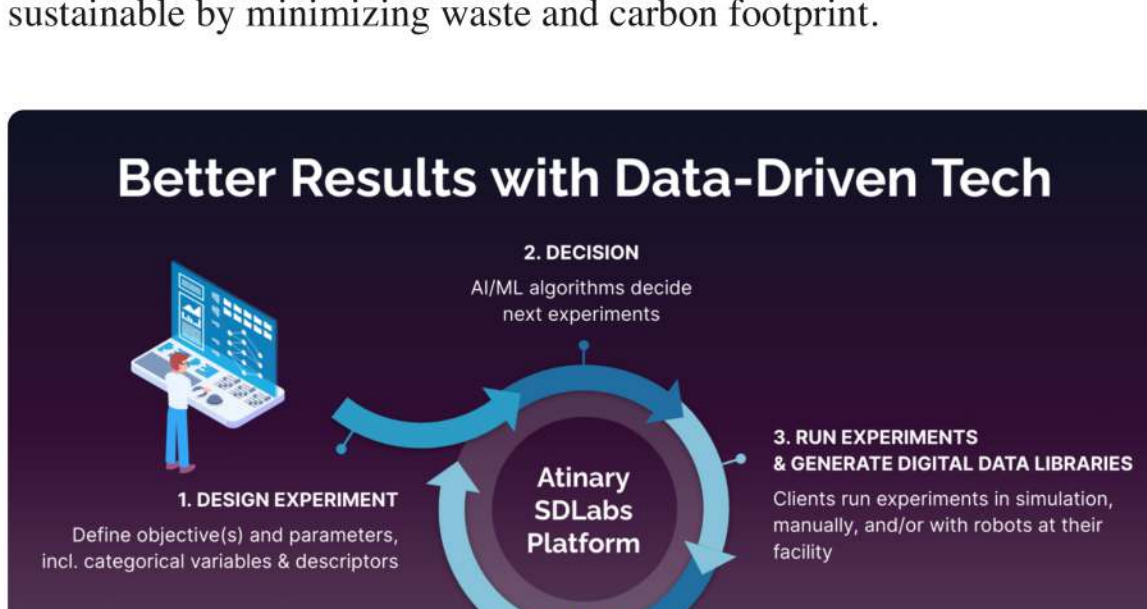 sustainable by minimizing waste and carbon footprint.
Better Results with Data-Driven Tech
2. DECISION
AI/ML algorithms decide
next experiments
1. DESIGN EXPERIMENT
Define objective(s) and parameters,
incl. categorical variables & descriptors
Atinary
SDLabs
Platform
3. RUN EXPERIMENTS
& GENERATE DIGITAL DATA LIBRARIES
Clients run experiments in simulation,
manually, and/or with robots at their
facility